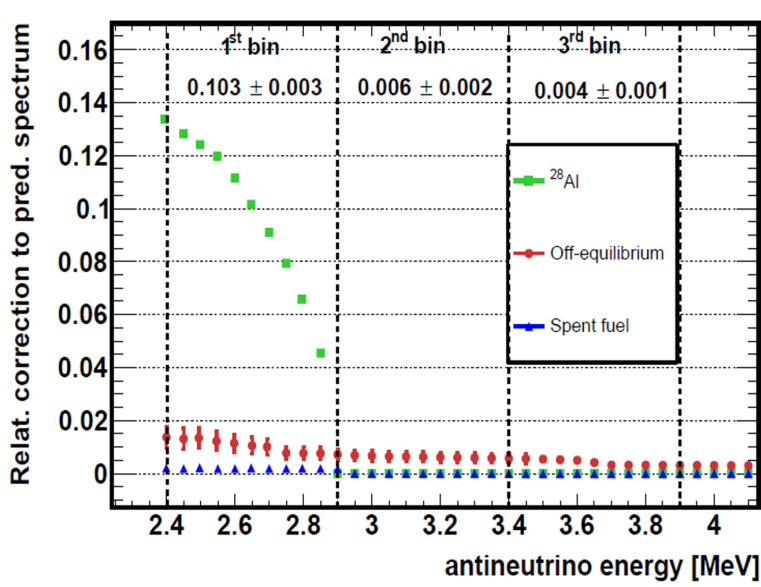 Relat. correction to pred. spectrum
0.16
0.14
0.12
0.1
0.08
0.06
0.04
0.02
0
1st bin
2nd bin
3rd bin
0.103 ± 0.003
0.006 ± 0.002
0.004 ± 0.001
28Al
Off-equilibrium
Spent fuel
2.4 2.6 2.8 3 3.2 3.4 3.6 3.8 4
antineutrino energy [MeV]